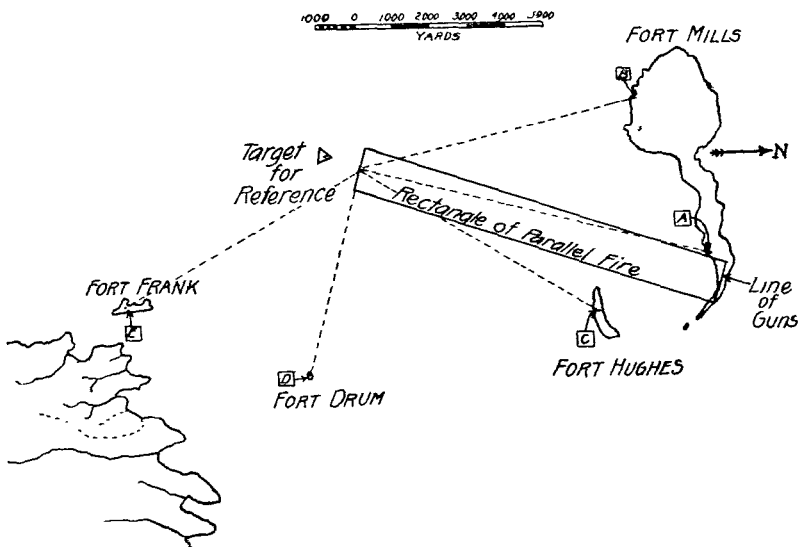 1000 0 1000 2000 3000 4000 5000
YARDS
FORT MILLS
B
N
Target
for
Reference
Rectangle of Parallel Fire
A
Line
of
Guns
FORT FRANK
E
C
FORT HUGHES
D
FORT DRUM